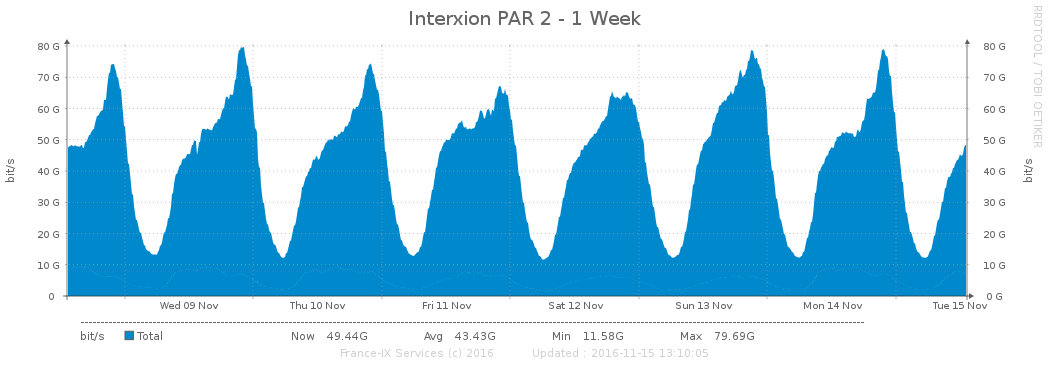 Interxion PAR 2 - 1 Week
RRDTOOL / TOBI OETIKER
80 G 80 G
70 G 70 G
60 G 60 G
50 G 50 G
40 G 40 G
30 G 30 G
20 G 20 G
10 G 10 G
0 0 G
bit/s bit/s
Wed 09 Nov Thu 10 Nov Fri 11 Nov Sat 12 Nov Sun 13 Nov Mon 14 Nov Tue 15 Nov
bit/s Total Now 49.44G Avg 43.43G Min 11.58G Max 79.69G
France-IX Services (c) 2016 Updated : 2016-11-15 13:10:05